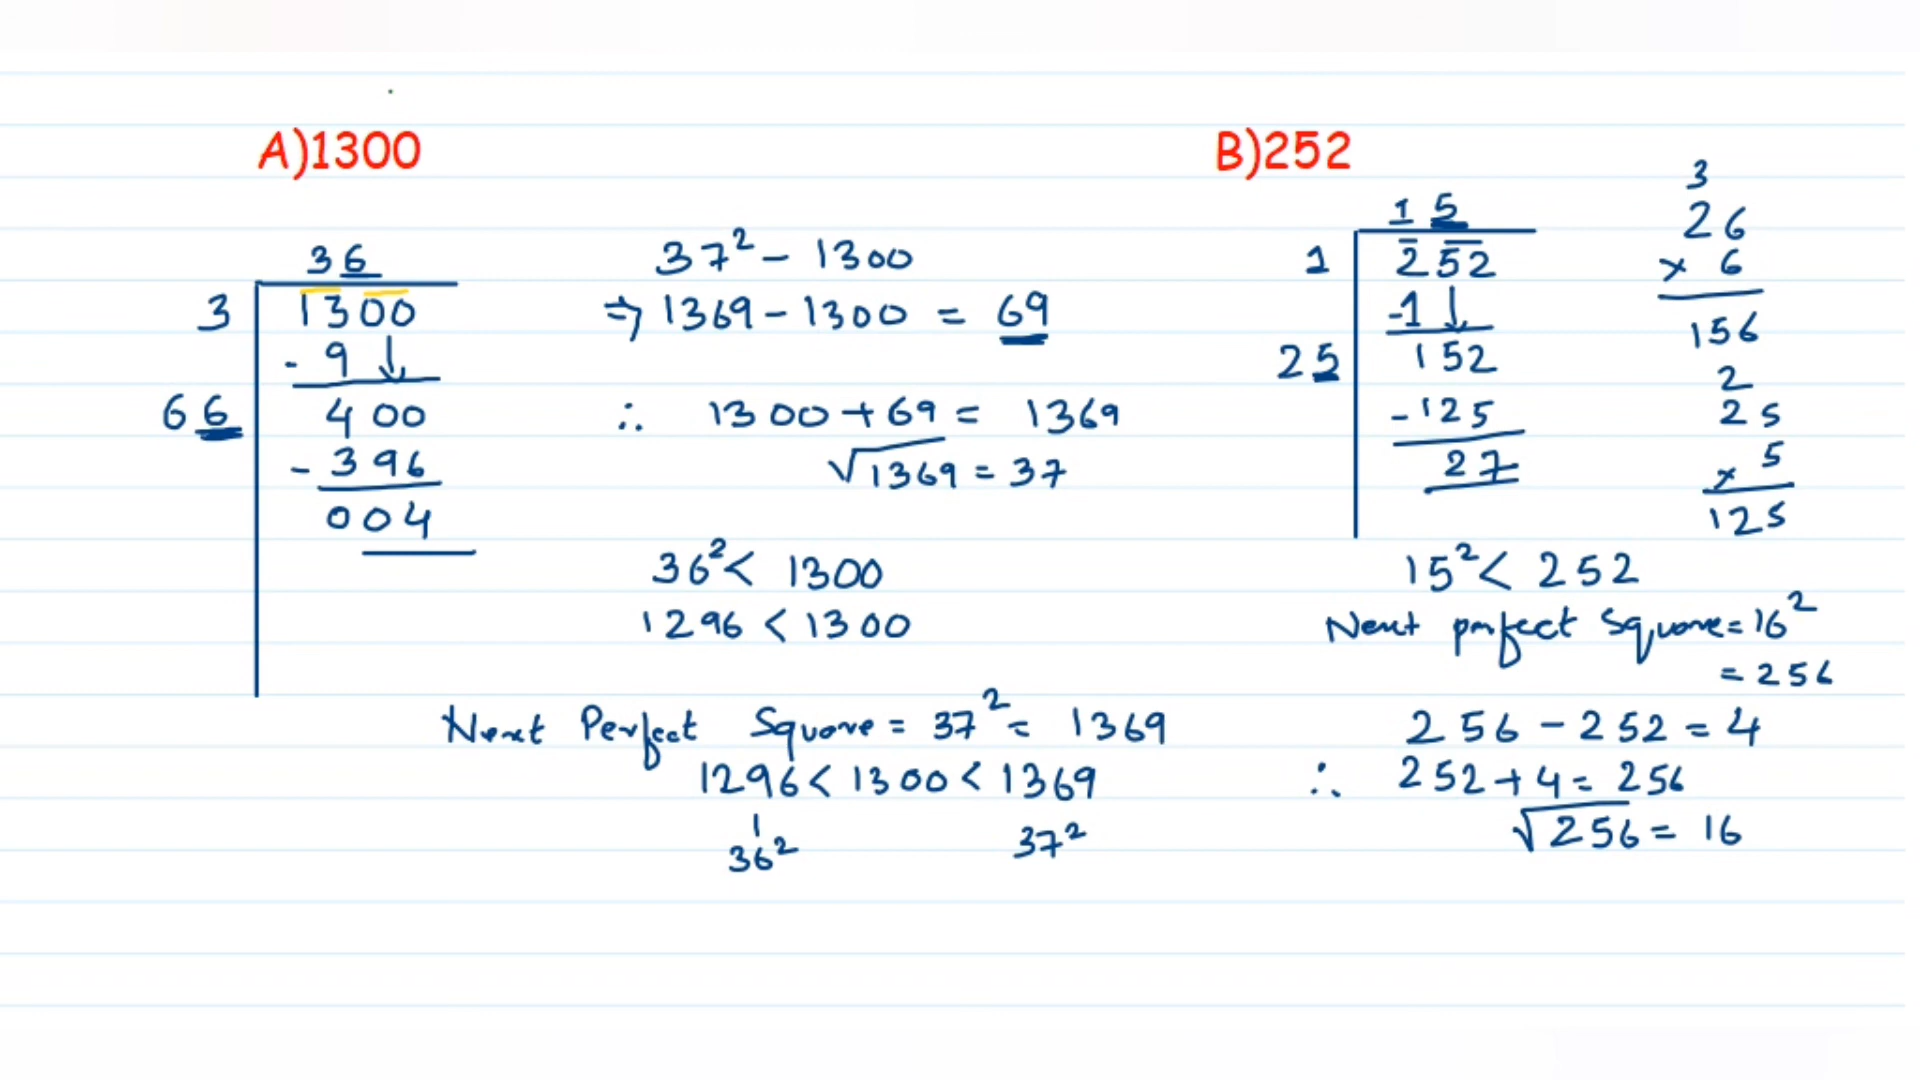 A)1300
36
3 1300
- 9 ↓
66 400
- 396
004
37² - 1300
⇒ 1369 - 1300 = 69
∴ 1300 + 69 = 1369
√1369 = 37
36² < 1300
1296 < 1300
Next Perfect Square = 37² = 1369
1296 < 1300 < 1369
36² 37²
B)252
15
1 252
-1 ↓
25 152
- 125
27
3
26
× 6
156
2
25
× 5
125
15² < 252
Next perfect Square = 16²
= 256
256 - 252 = 4
∴ 252 + 4 = 256
√256 = 16